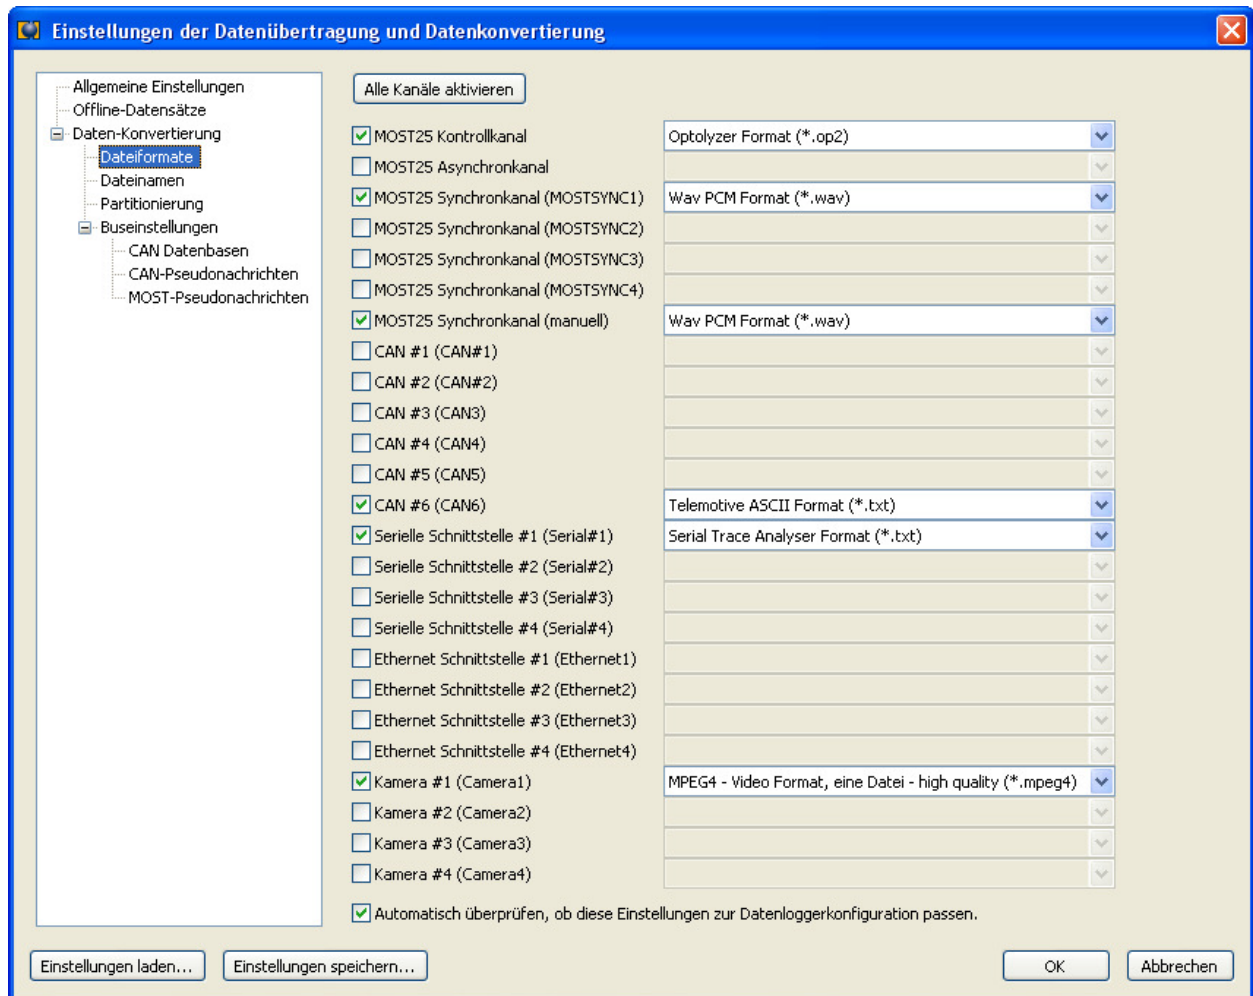 Einstellungen der Datenübertragung und Datenkonvertierung
Allgemeine Einstellungen
Offline-Datensätze
Daten-Konvertierung
Dateiformate
Dateinamen
Partitionierung
Buseinstellungen
CAN Datenbasen
CAN-Pseudonachrichten
MOST-Pseudonachrichten
Alle Kanäle aktivieren
MOST25 Kontrollkanal Optolyzer Format (*.op2)
MOST25 Asynchronkanal
MOST25 Synchronkanal (MOSTSYNC1) Wav PCM Format (*.wav)
MOST25 Synchronkanal (MOSTSYNC2)
MOST25 Synchronkanal (MOSTSYNC3)
MOST25 Synchronkanal (MOSTSYNC4)
MOST25 Synchronkanal (manuell) Wav PCM Format (*.wav)
CAN #1 (CAN#1)
CAN #2 (CAN#2)
CAN #3 (CAN3)
CAN #4 (CAN4)
CAN #5 (CAN5)
CAN #6 (CAN6) Telemotive ASCII Format (*.txt)
Serielle Schnittstelle #1 (Serial#1) Serial Trace Analyser Format (*.txt)
Serielle Schnittstelle #2 (Serial#2)
Serielle Schnittstelle #3 (Serial#3)
Serielle Schnittstelle #4 (Serial#4)
Ethernet Schnittstelle #1 (Ethernet1)
Ethernet Schnittstelle #2 (Ethernet2)
Ethernet Schnittstelle #3 (Ethernet3)
Ethernet Schnittstelle #4 (Ethernet4)
Kamera #1 (Camera1) MPEG4 - Video Format, eine Datei - high quality (*.mpeg4)
Kamera #2 (Camera2)
Kamera #3 (Camera3)
Kamera #4 (Camera4)
Automatisch überprüfen, ob diese Einstellungen zur Datenloggerkonfiguration passen.
Einstellungen laden... Einstellungen speichern... OK Abbrechen